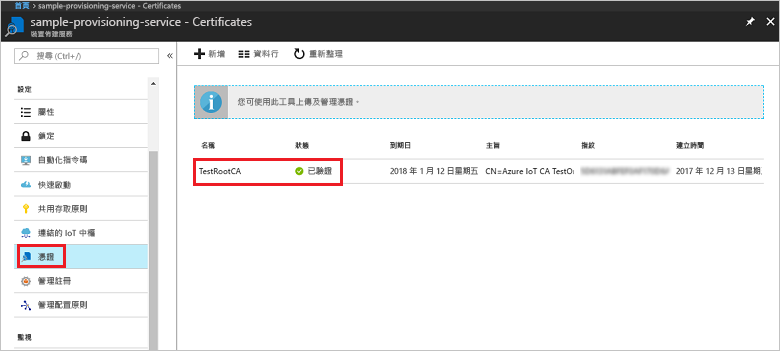 首頁 > sample-provisioning-service - Certificates
sample-provisioning-service - Certificates
裝置佈建服務
搜尋 (Ctrl+/)
設定
屬性
鎖定
自動化指令碼
快速啟動
共用存取原則
連結的 IoT 中樞
憑證
管理註冊
管理配置原則
監視
新增 資料行 重新整理
您可使用此工具上傳及管理憑證。
名稱 狀態 到期日 主旨 指紋 建立時間
TestRootCA 已驗證 2018 年 1 月 12 日星期五 CN=Azure IoT CA TestOn 2017 年 12 月 13 日星期